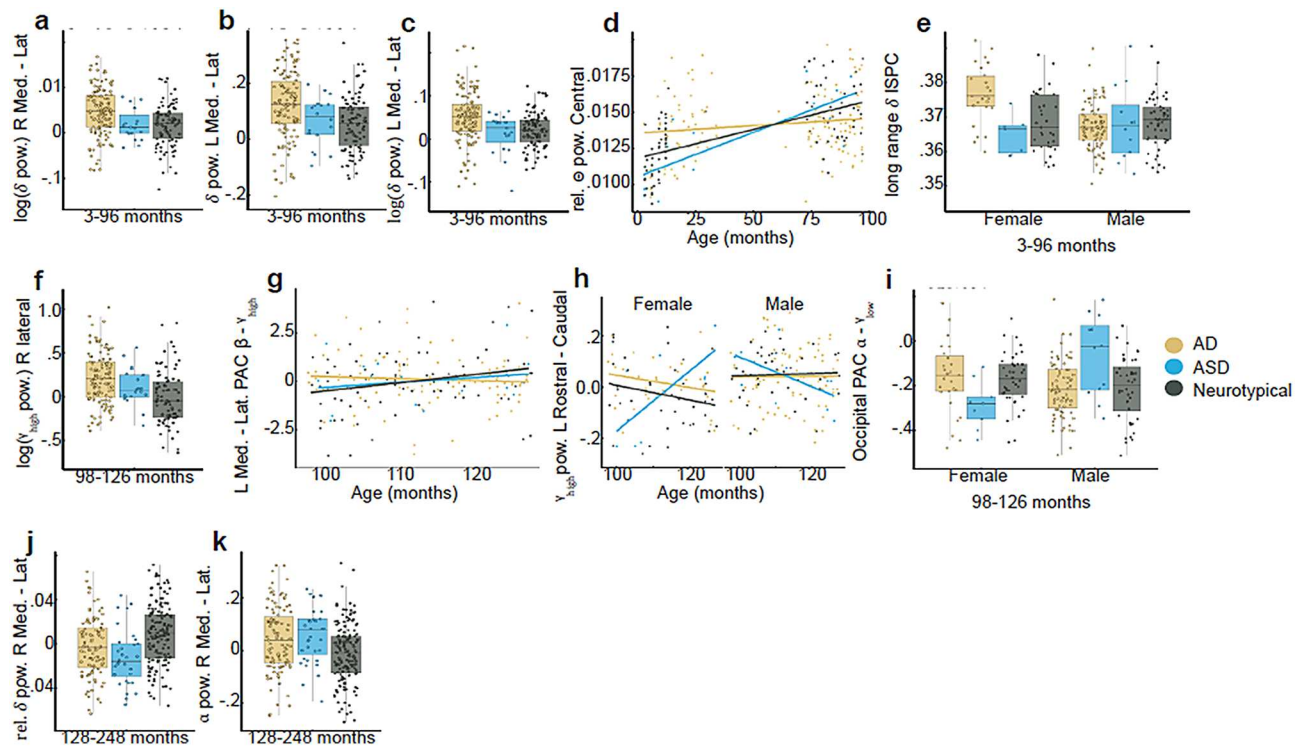 a
log(δ pow.) R Med. - Lat
.01
0
-.1
3-96 months
b
δ pow. L Med. - Lat
.2
0
-.2
3-96 months
c
log(δ pow.) L Med. - Lat
.1
0
-.1
3-96 months
d
rel. Θ pow. Central
.0175
.0150
.0125
.0100
0 25 50 75 100
Age (months)
e
long range δ ISPC
.38
.37
.36
.35
Female Male
3-96 months
f
log(γhigh pow.) R lateral
1.0
.5
0
-.5
98-126 months
g
L Med. - Lat. PAC β - γhigh
2.5
0
-2.5
100 110 120
Age (months)
h
γhigh pow. L Rostral - Caudal
Female Male
.2
0.0
-.2
100 120 100 120
Age (months)
i
Occipital PAC α - γlow
.0
-.2
-.4
Female Male
98-126 months
AD
ASD
Neurotypical
j
rel. δ pow. R Med. - Lat
.04
0
.04
128-248 months
k
α pow. R Med. - Lat.
.2
0
-.2
128-248 months